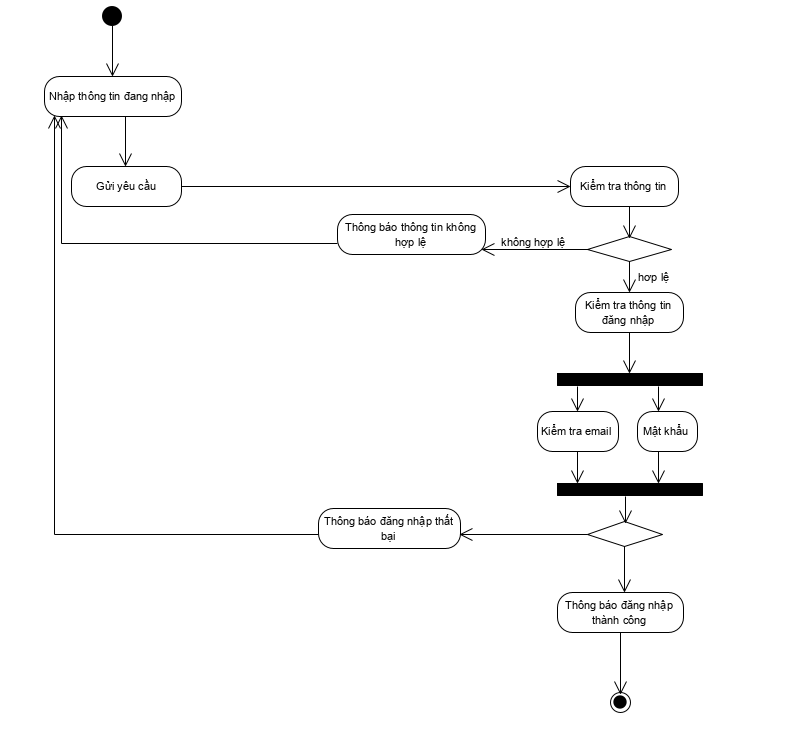 Nhập thông tin đang nhập
Gửi yêu cầu
Kiểm tra thông tin
Thông báo thông tin không
hợp lệ
không hợp lệ
hơp lệ
Kiểm tra thông tin
đăng nhập
Kiểm tra email
Mật khẩu
Thông báo đăng nhập thất
bại
Thông báo đăng nhập
thành công